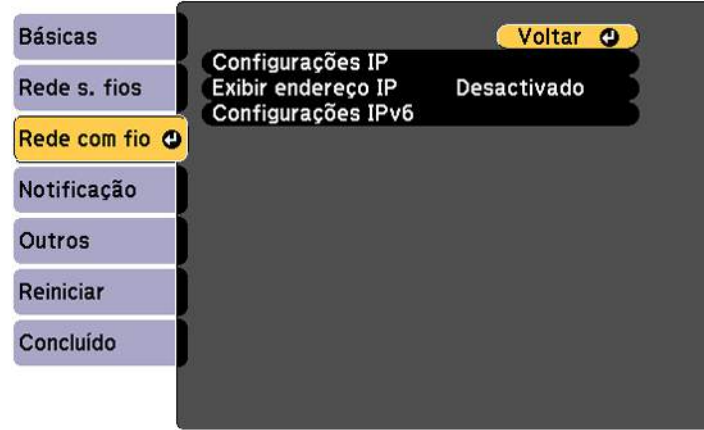 Básicas
Rede s. fios
Rede com fio
Notificação
Outros
Reiniciar
Concluído
Voltar
Configurações IP
Exibir endereço IP Desactivado
Configurações IPv6